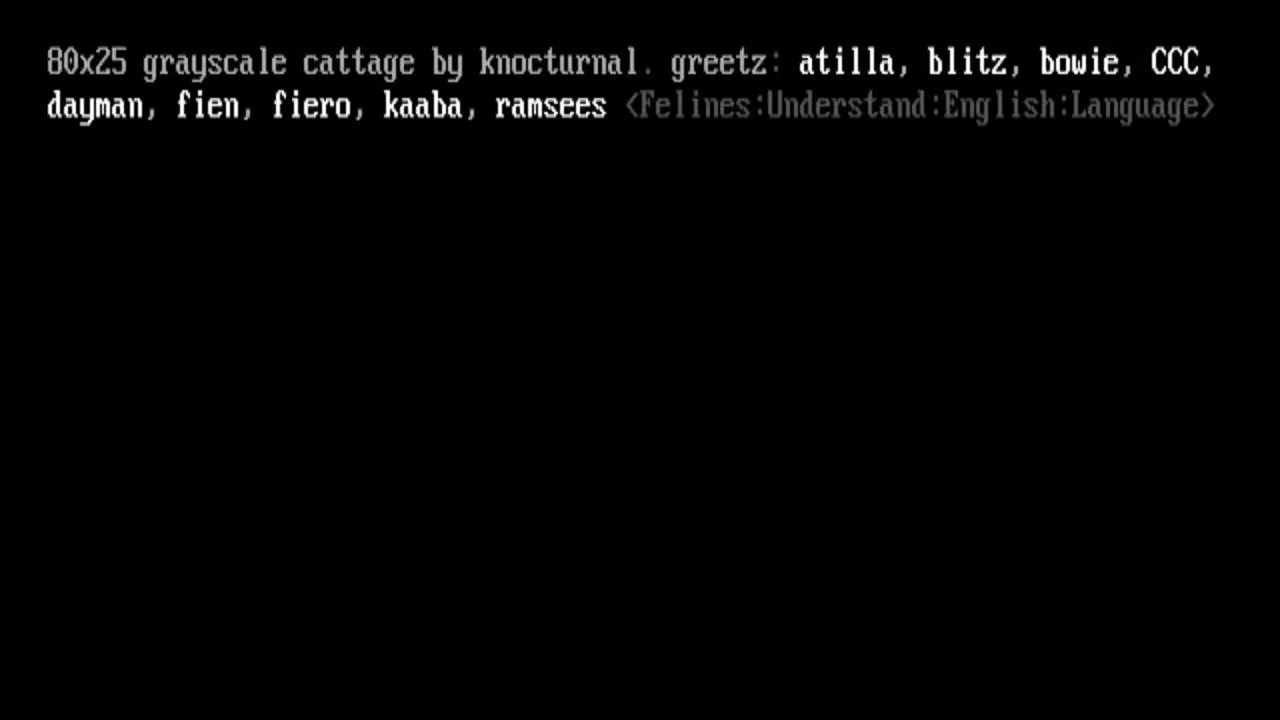 80x25 grayscale cattage by knocturnal. greetz: atilla, blitz, bowie, CCC,
dayman, fien, fiero, kaaba, ramsees <Felines:Understand:English:Language>